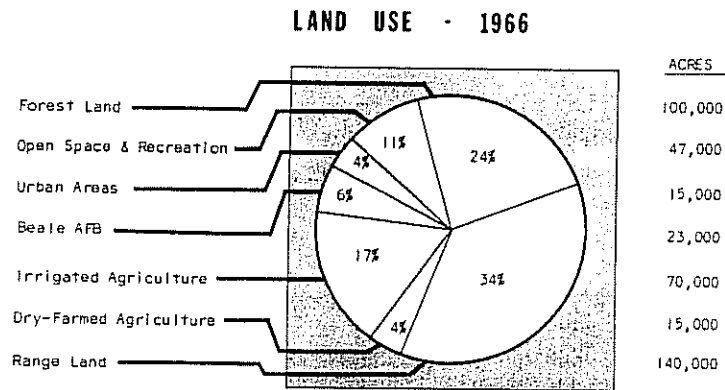 LAND USE - 1966
ACRES
Forest Land 24% 100,000
Open Space & Recreation 11% 47,000
Urban Areas 4% 15,000
Beale AFB 6% 23,000
Irrigated Agriculture 17% 70,000
Dry-Farmed Agriculture 4% 15,000
Range Land 34% 140,000